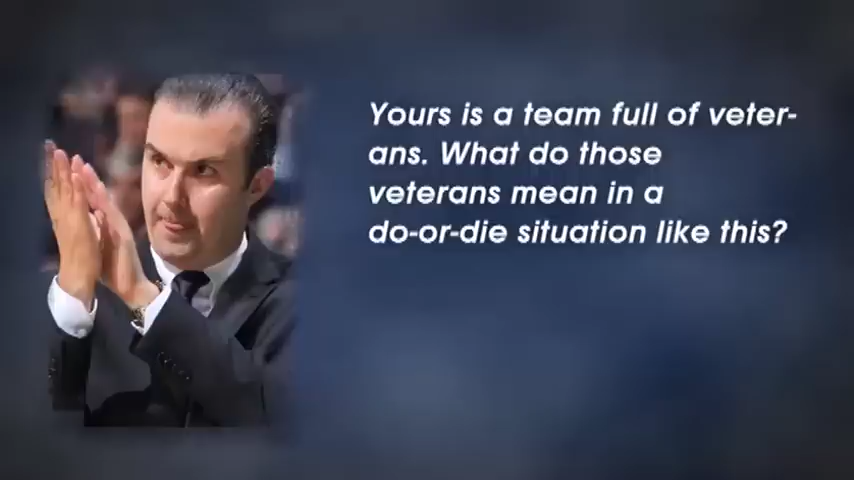 Yours is a team full of veter-
ans. What do those
veterans mean in a
do-or-die situation like this?